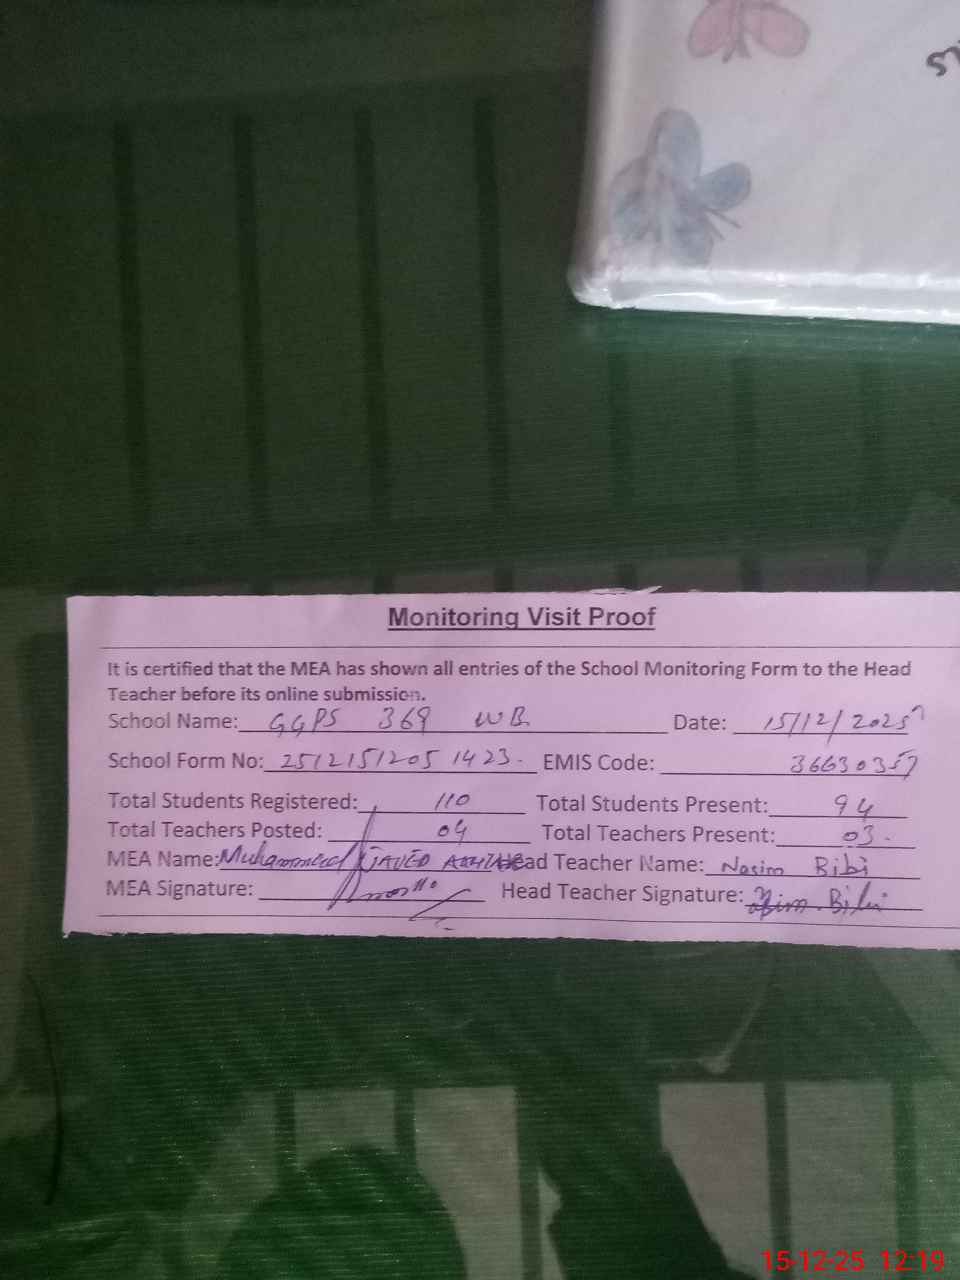 Monitoring Visit Proof
It is certified that the MEA has shown all entries of the School Monitoring Form to the Head
Teacher before its online submission.
School Name: GGPS 369 WB. Date: 15/12/2025
School Form No: 251215120514 23. EMIS Code: 36630357
Total Students Registered: 110 Total Students Present: 94
Total Teachers Posted: 04 Total Teachers Present: 03.
MEA Name: Muhammad JAVED Head Teacher Name: Nasim Bibi
MEA Signature: Head Teacher Signature: Bibi
15-12-25 12:19